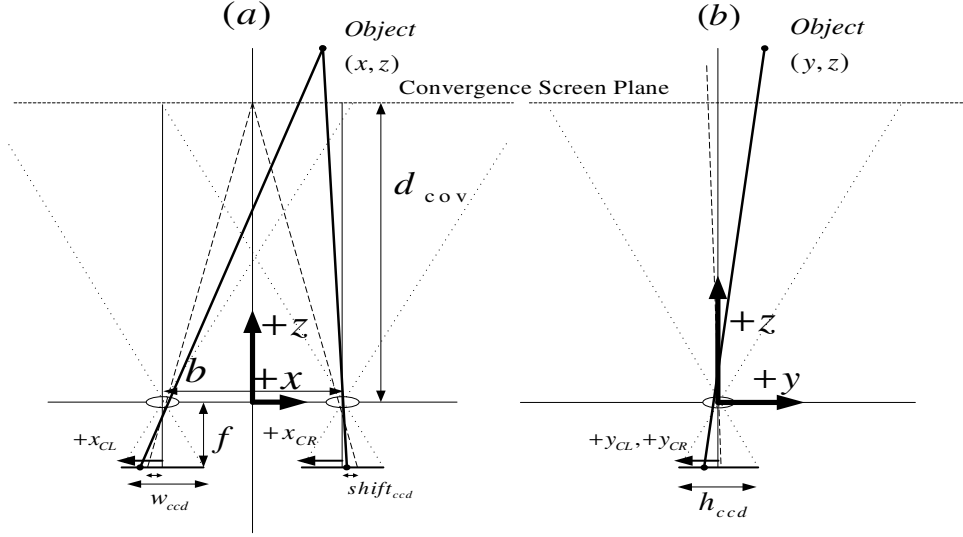 (a)
Object
(x, z)
Convergence Screen Plane
d cov
+z
b
+x
f
+x_CL
+x_CR
w_ccd
shift_ccd
(b)
Object
(y, z)
+z
+y
+y_CL,+y_CR
h_ccd